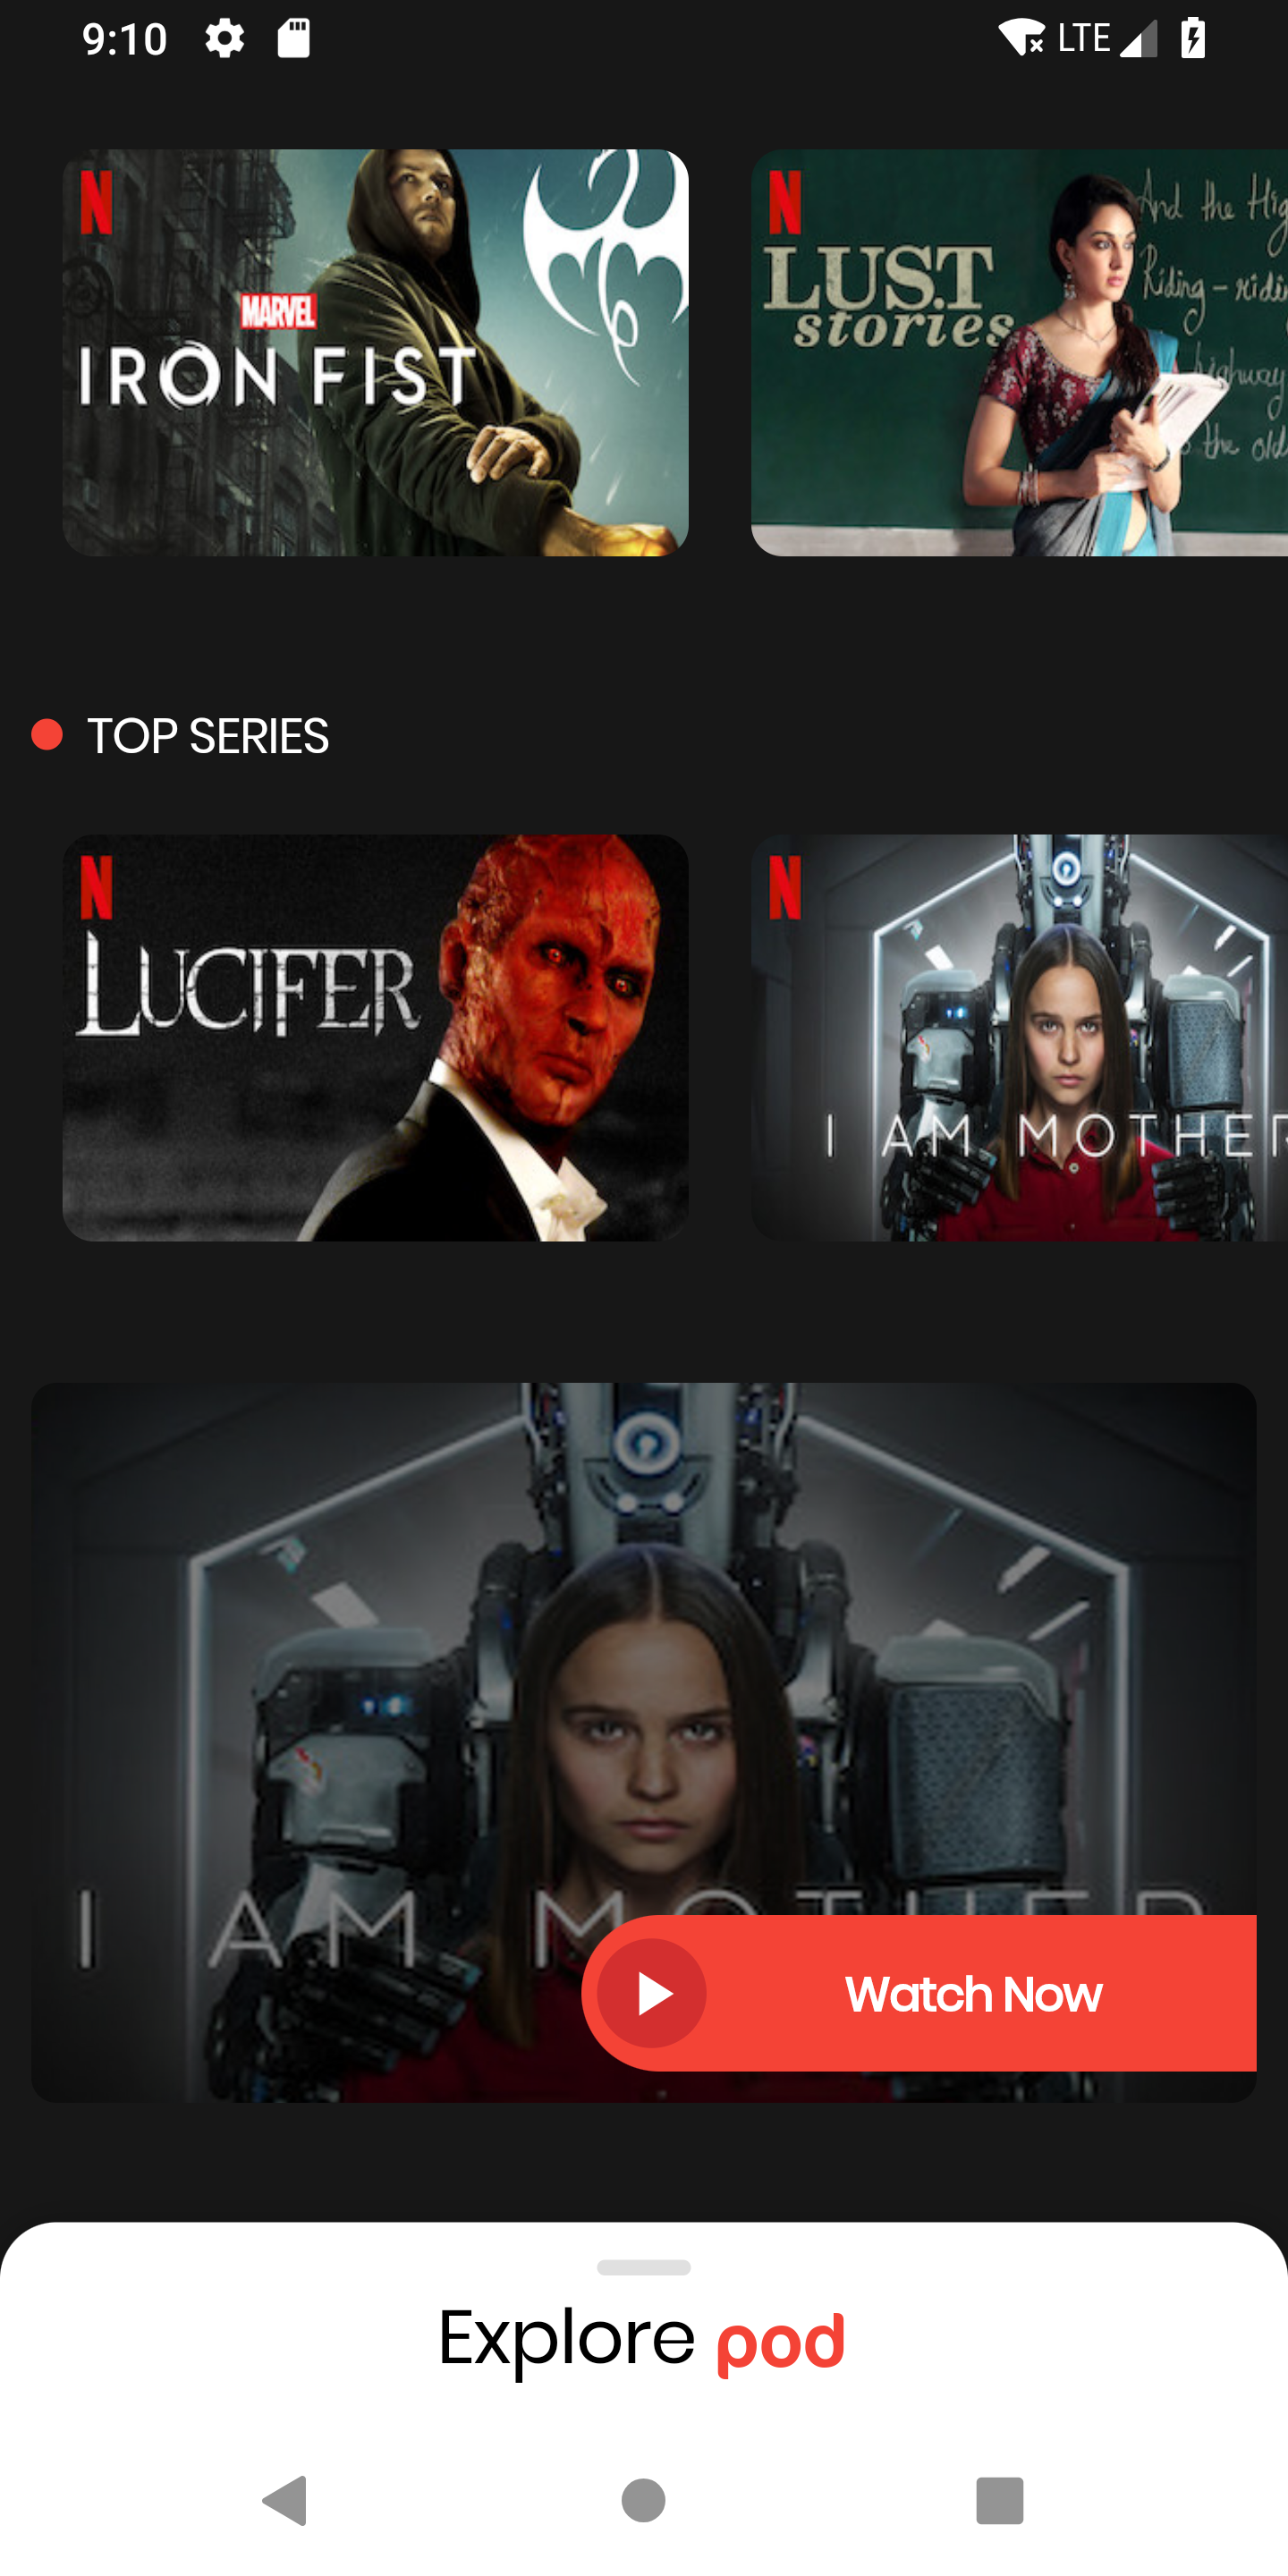 9:10
LTE
N
MARVEL
IRON FIST
N
LUST
stories
And the Hig
Riding - ridin
highway
the old
TOP SERIES
N
LUCIFER
N
I AM MOTHER
I AM MOTHER
Watch Now
Explore pod